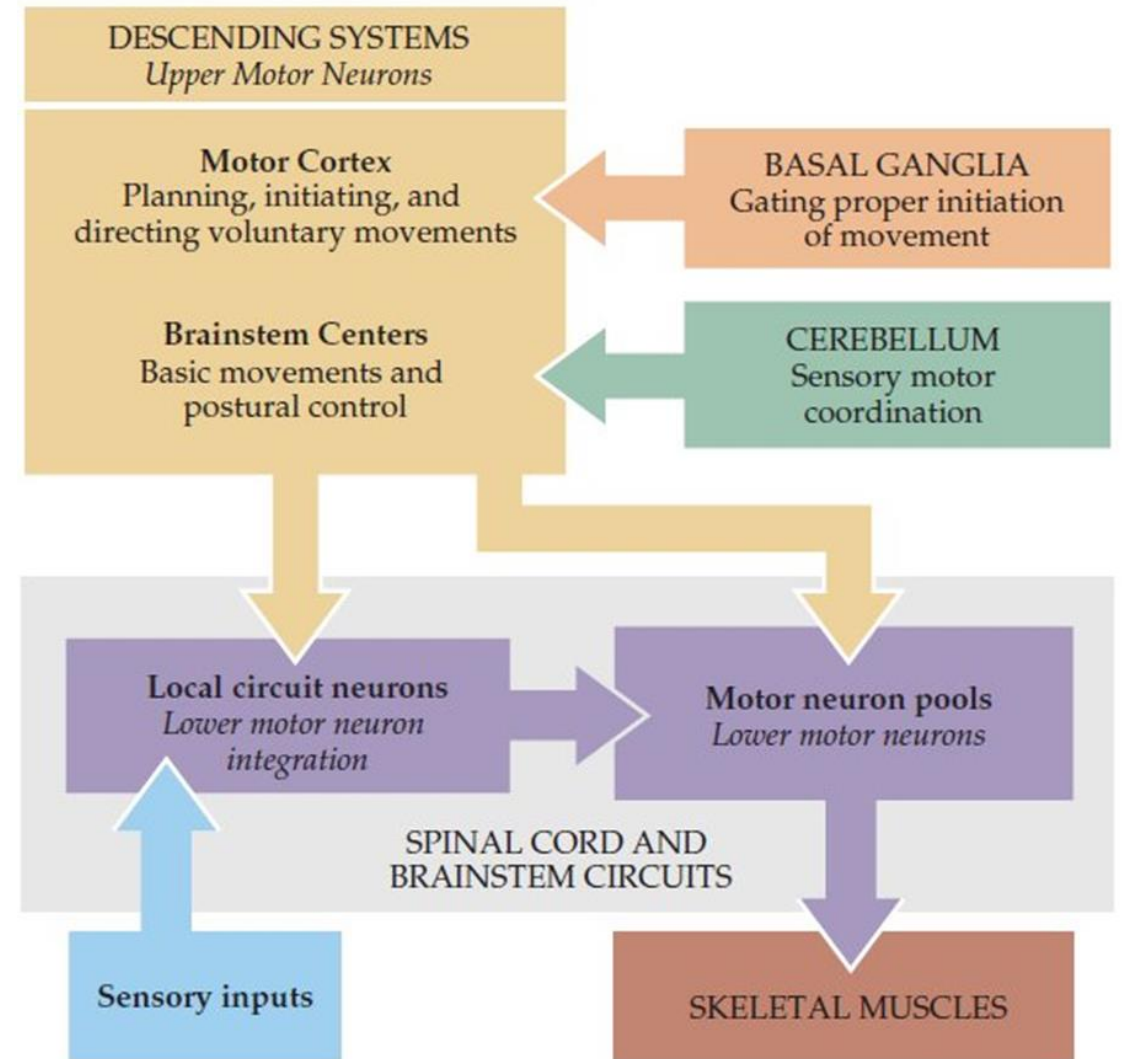 DESCENDING SYSTEMS
Upper Motor Neurons
Motor Cortex
Planning, initiating, and
directing voluntary movements
BASAL GANGLIA
Gating proper initiation
of movement
Brainstem Centers
Basic movements and
postural control
CEREBELLUM
Sensory motor
coordination
Local circuit neurons
Lower motor neuron
integration
Motor neuron pools
Lower motor neurons
SPINAL CORD AND
BRAINSTEM CIRCUITS
Sensory inputs
SKELETAL MUSCLES